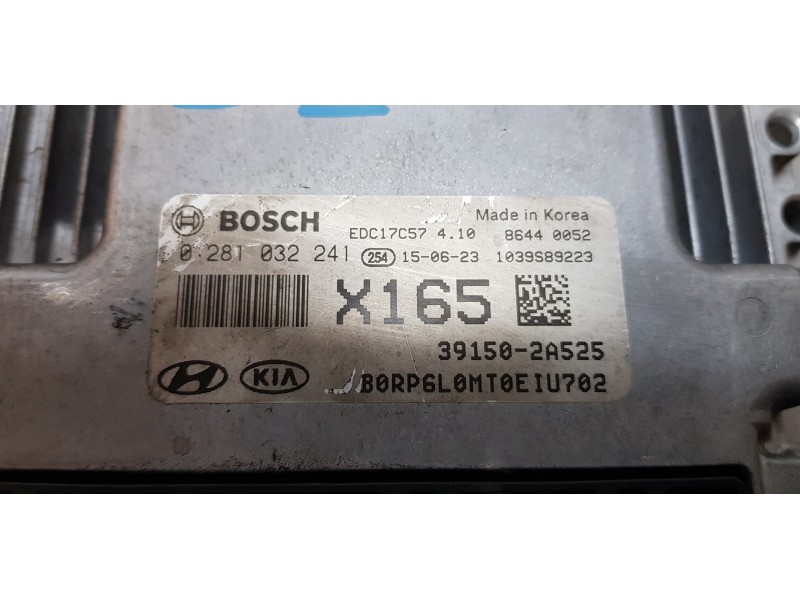 BOSCH EDC17C57 4.10 Made in Korea 8644 0052
0 281 032 241 254 15-06-23 1039S89223
X165
39150-2A525
KIA B0RP6L0MT0EIU702